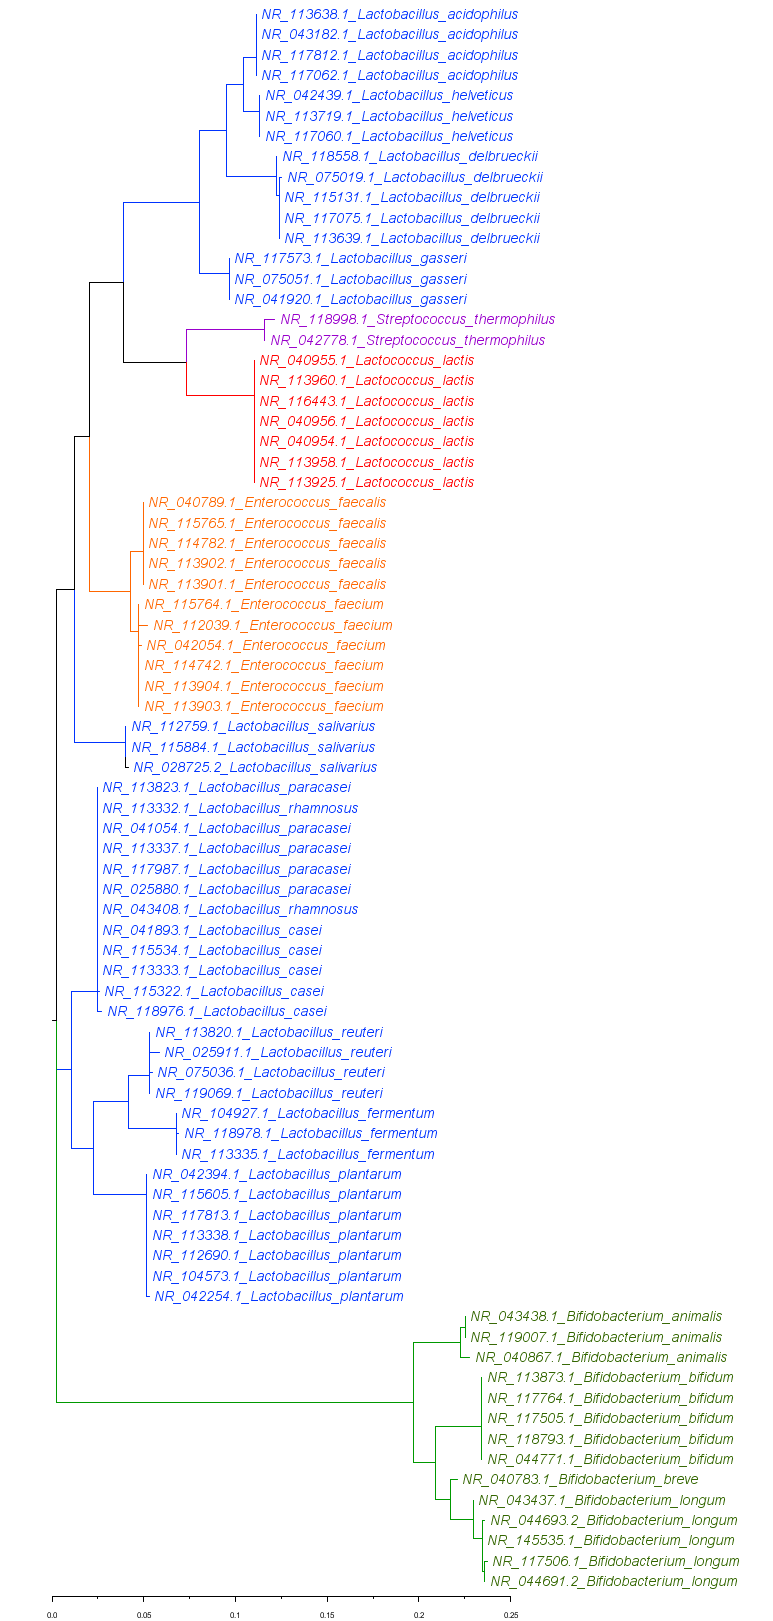 NR_113638.1_Lactobacillus_acidophilus
NR_043182.1_Lactobacillus_acidophilus
NR_117812.1_Lactobacillus_acidophilus
NR_117062.1_Lactobacillus_acidophilus
NR_042439.1_Lactobacillus_helveticus
NR_113719.1_Lactobacillus_helveticus
NR_117060.1_Lactobacillus_helveticus
NR_118558.1_Lactobacillus_delbrueckii
NR_075019.1_Lactobacillus_delbrueckii
NR_115131.1_Lactobacillus_delbrueckii
NR_117075.1_Lactobacillus_delbrueckii
NR_113639.1_Lactobacillus_delbrueckii
NR_117573.1_Lactobacillus_gasseri
NR_075051.1_Lactobacillus_gasseri
NR_041920.1_Lactobacillus_gasseri
NR_118998.1_Streptococcus_thermophilus
NR_042778.1_Streptococcus_thermophilus
NR_040955.1_Lactococcus_lactis
NR_113960.1_Lactococcus_lactis
NR_116443.1_Lactococcus_lactis
NR_040956.1_Lactococcus_lactis
NR_040954.1_Lactococcus_lactis
NR_113958.1_Lactococcus_lactis
NR_113925.1_Lactococcus_lactis
NR_040789.1_Enterococcus_faecalis
NR_115765.1_Enterococcus_faecalis
NR_114782.1_Enterococcus_faecalis
NR_113902.1_Enterococcus_faecalis
NR_113901.1_Enterococcus_faecalis
NR_115764.1_Enterococcus_faecium
NR_112039.1_Enterococcus_faecium
NR_042054.1_Enterococcus_faecium
NR_114742.1_Enterococcus_faecium
NR_113904.1_Enterococcus_faecium
NR_113903.1_Enterococcus_faecium
NR_112759.1_Lactobacillus_salivarius
NR_115884.1_Lactobacillus_salivarius
NR_028725.2_Lactobacillus_salivarius
NR_113823.1_Lactobacillus_paracasei
NR_113332.1_Lactobacillus_rhamnosus
NR_041054.1_Lactobacillus_paracasei
NR_113337.1_Lactobacillus_paracasei
NR_117987.1_Lactobacillus_paracasei
NR_025880.1_Lactobacillus_paracasei
NR_043408.1_Lactobacillus_rhamnosus
NR_041893.1_Lactobacillus_casei
NR_115534.1_Lactobacillus_casei
NR_113333.1_Lactobacillus_casei
NR_115322.1_Lactobacillus_casei
NR_118976.1_Lactobacillus_casei
NR_113820.1_Lactobacillus_reuteri
NR_025911.1_Lactobacillus_reuteri
NR_075036.1_Lactobacillus_reuteri
NR_119069.1_Lactobacillus_reuteri
NR_104927.1_Lactobacillus_fermentum
NR_118978.1_Lactobacillus_fermentum
NR_113335.1_Lactobacillus_fermentum
NR_042394.1_Lactobacillus_plantarum
NR_115605.1_Lactobacillus_plantarum
NR_117813.1_Lactobacillus_plantarum
NR_113338.1_Lactobacillus_plantarum
NR_112690.1_Lactobacillus_plantarum
NR_104573.1_Lactobacillus_plantarum
NR_042254.1_Lactobacillus_plantarum
NR_043438.1_Bifidobacterium_animalis
NR_119007.1_Bifidobacterium_animalis
NR_040867.1_Bifidobacterium_animalis
NR_113873.1_Bifidobacterium_bifidum
NR_117764.1_Bifidobacterium_bifidum
NR_117505.1_Bifidobacterium_bifidum
NR_118793.1_Bifidobacterium_bifidum
NR_044771.1_Bifidobacterium_bifidum
NR_040783.1_Bifidobacterium_breve
NR_043437.1_Bifidobacterium_longum
NR_044693.2_Bifidobacterium_longum
NR_145535.1_Bifidobacterium_longum
NR_117506.1_Bifidobacterium_longum
NR_044691.2_Bifidobacterium_longum
0.0 0.05 0.1 0.15 0.2 0.25